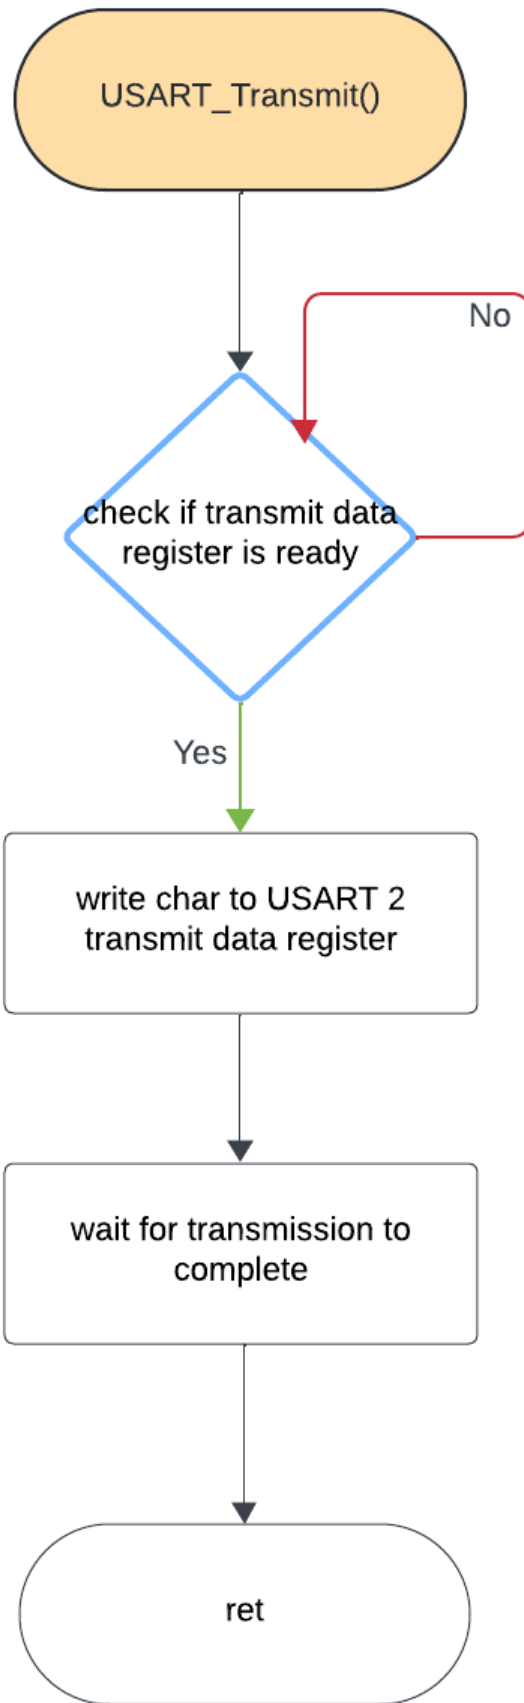 USART_Transmit()
No
check if transmit data
register is ready
Yes
write char to USART 2
transmit data register
wait for transmission to
complete
ret